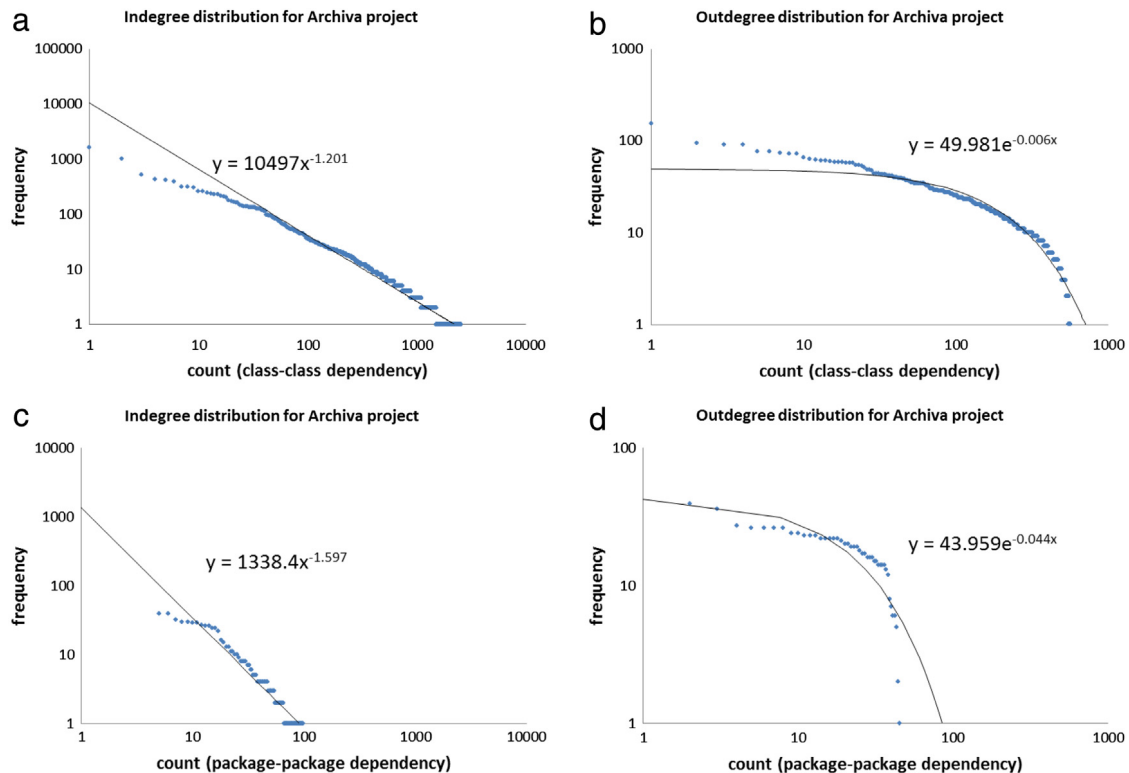 a
Indegree distribution for Archiva project
100000
10000
1000
100
10
1
frequency
y = 10497x^-1.201
1 10 100 1000 10000
count (class-class dependency)
b
Outdegree distribution for Archiva project
1000
100
10
1
frequency
y = 49.981e^-0.006x
1 10 100 1000
count (class-class dependency)
c
Indegree distribution for Archiva project
10000
1000
100
10
1
frequency
y = 1338.4x^-1.597
1 10 100 1000 10000
count (package-package dependency)
d
Outdegree distribution for Archiva project
100
10
1
frequency
y = 43.959e^-0.044x
1 10 100 1000
count (package-package dependency)